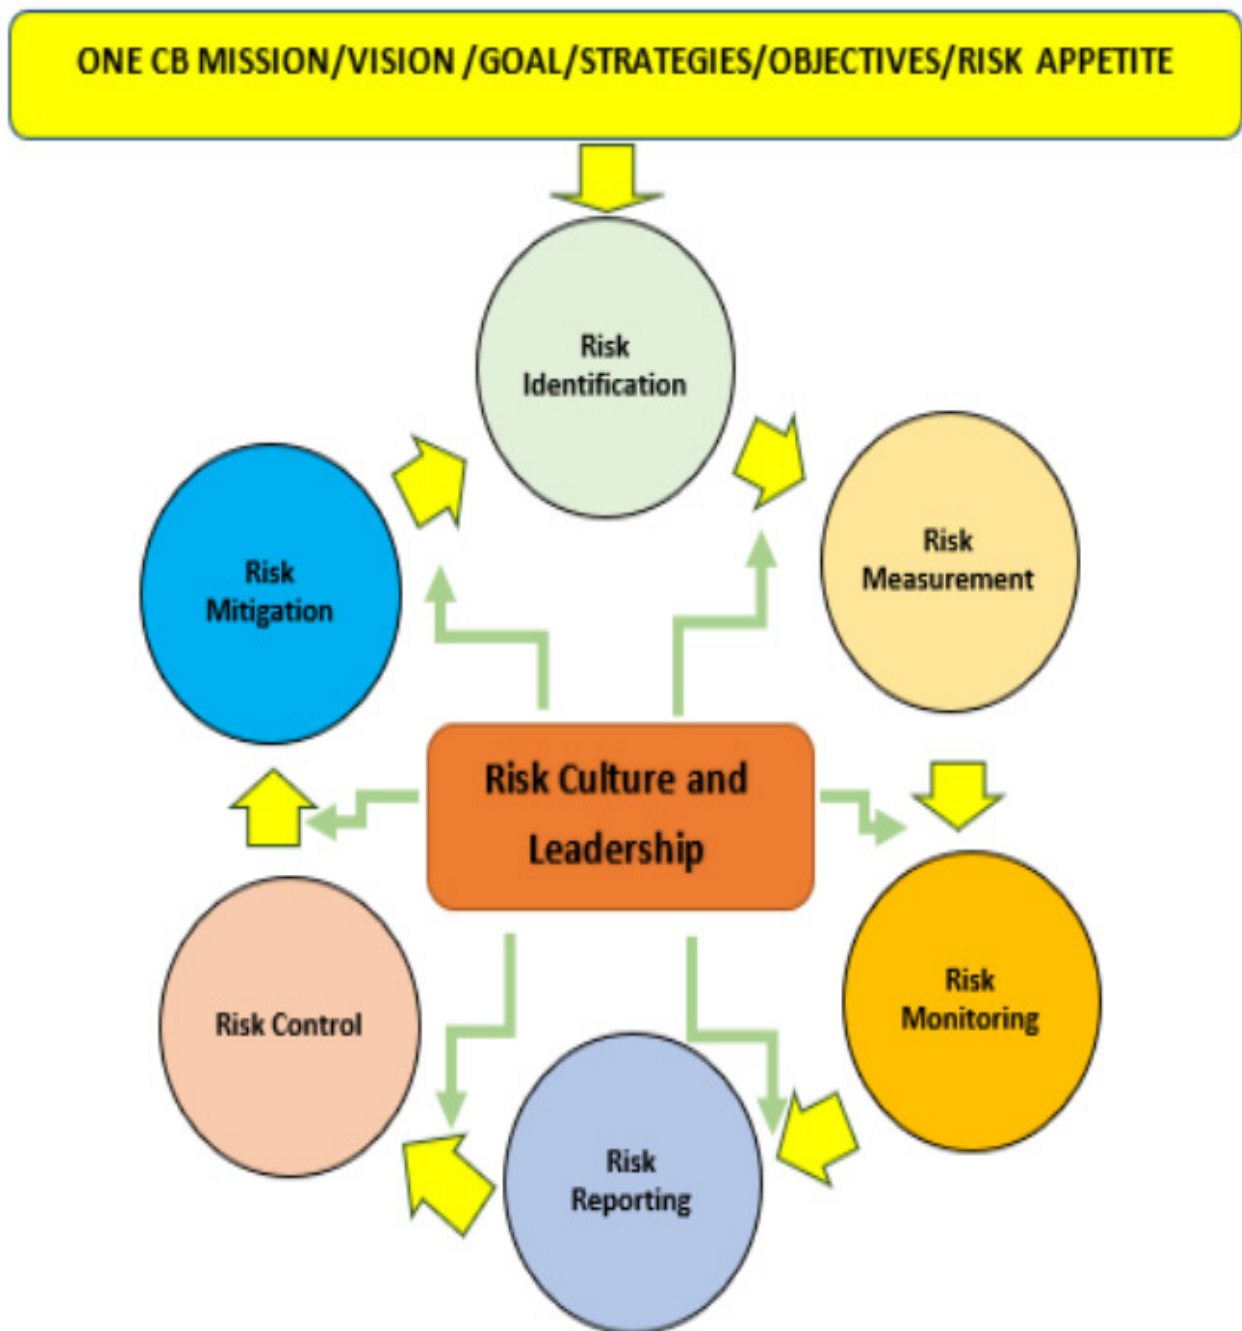 ONE CB MISSION/VISION /GOAL/STRATEGIES/OBJECTIVES/RISK APPETITE
Risk
Identification
Risk
Measurement
Risk
Mitigation
Risk Culture and
Leadership
Risk
Monitoring
Risk Control
Risk
Reporting